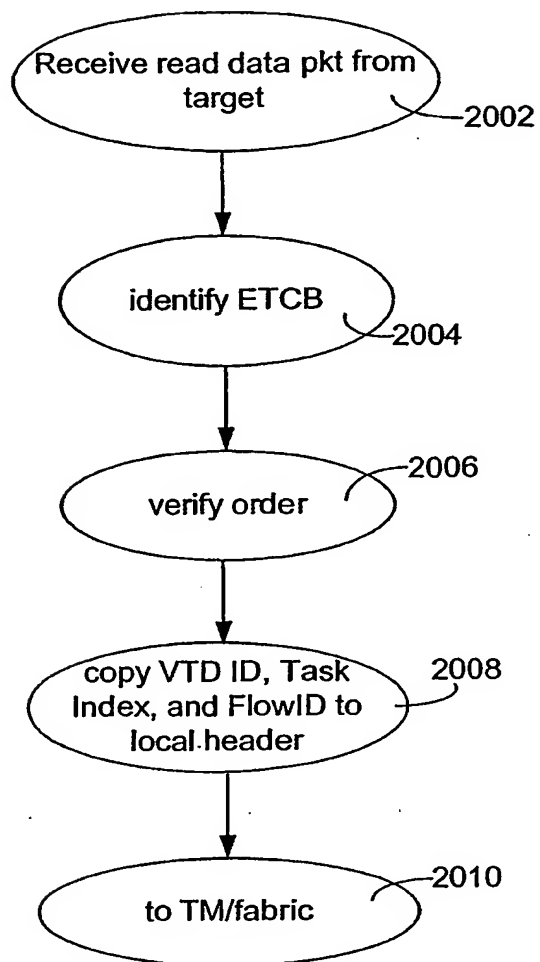 Receive read data pkt from
target
2002
identify ETCB
2004
2006
verify order
copy VTD ID, Task
Index, and FlowID to
local header
2008
2010
to TM/fabric